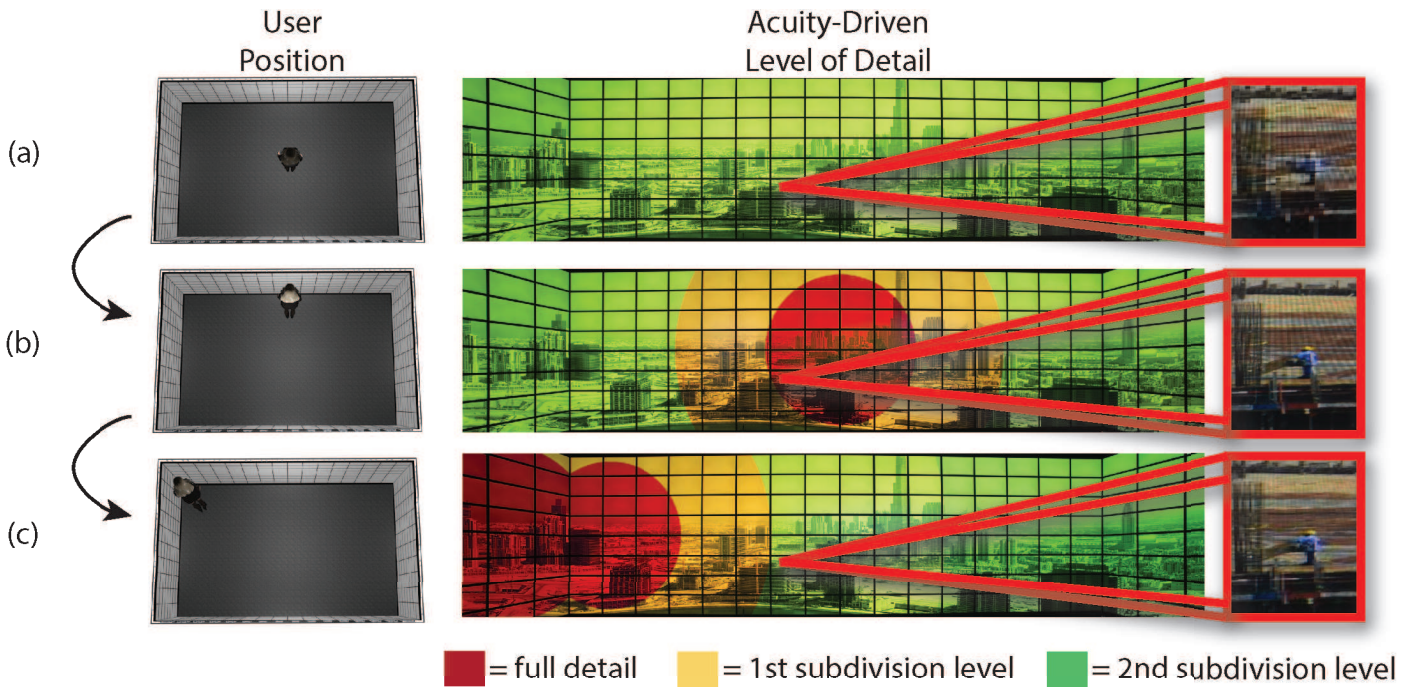 User
Position
Acuity-Driven
Level of Detail
(a)
(b)
(c)
= full detail
= 1st subdivision level
= 2nd subdivision level